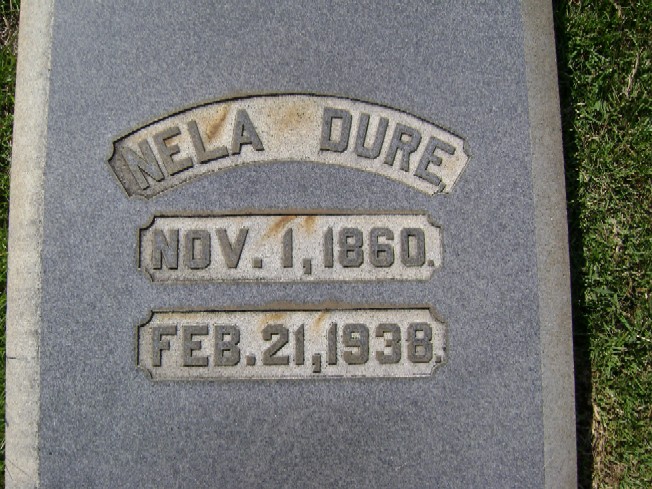 NELA DURE,
NOV. 1, 1860.
FEB. 21, 1938.